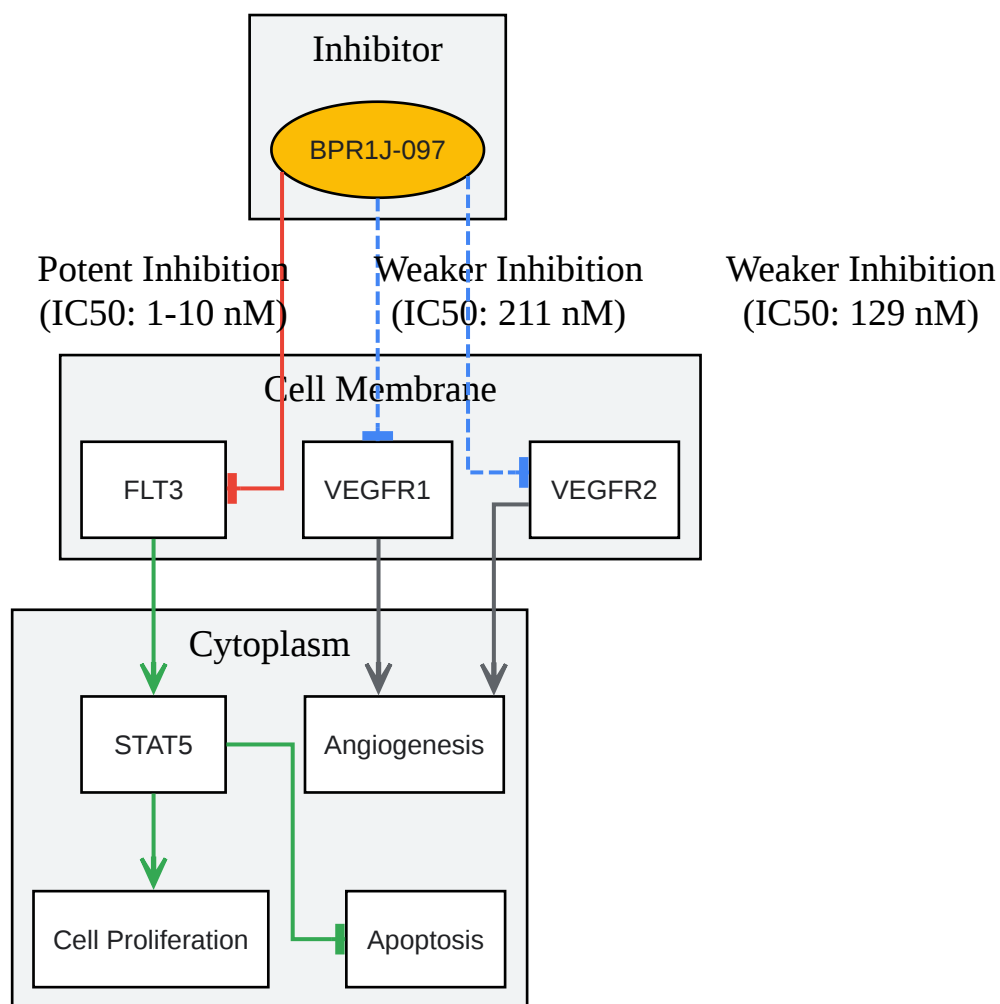 Inhibitor
BPR1J-097
Potent Inhibition
(IC50: 1-10 nM)
Weaker Inhibition
(IC50: 211 nM)
Weaker Inhibition
(IC50: 129 nM)
Cell Membrane
FLT3
VEGFR1
VEGFR2
Cytoplasm
STAT5
Angiogenesis
Cell Proliferation
Apoptosis